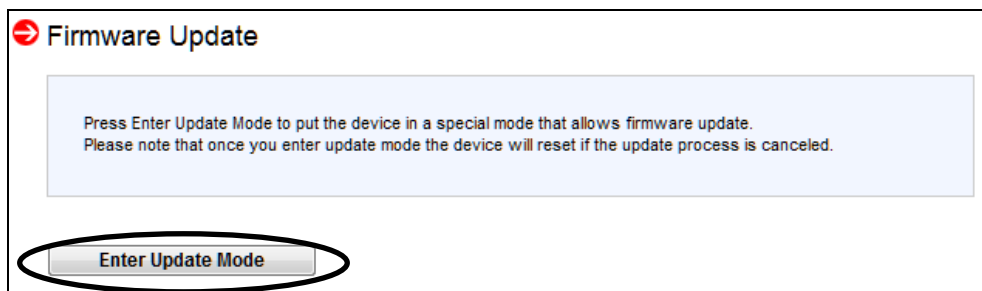 Firmware Update
Press Enter Update Mode to put the device in a special mode that allows firmware update.
Please note that once you enter update mode the device will reset if the update process is canceled.
Enter Update Mode